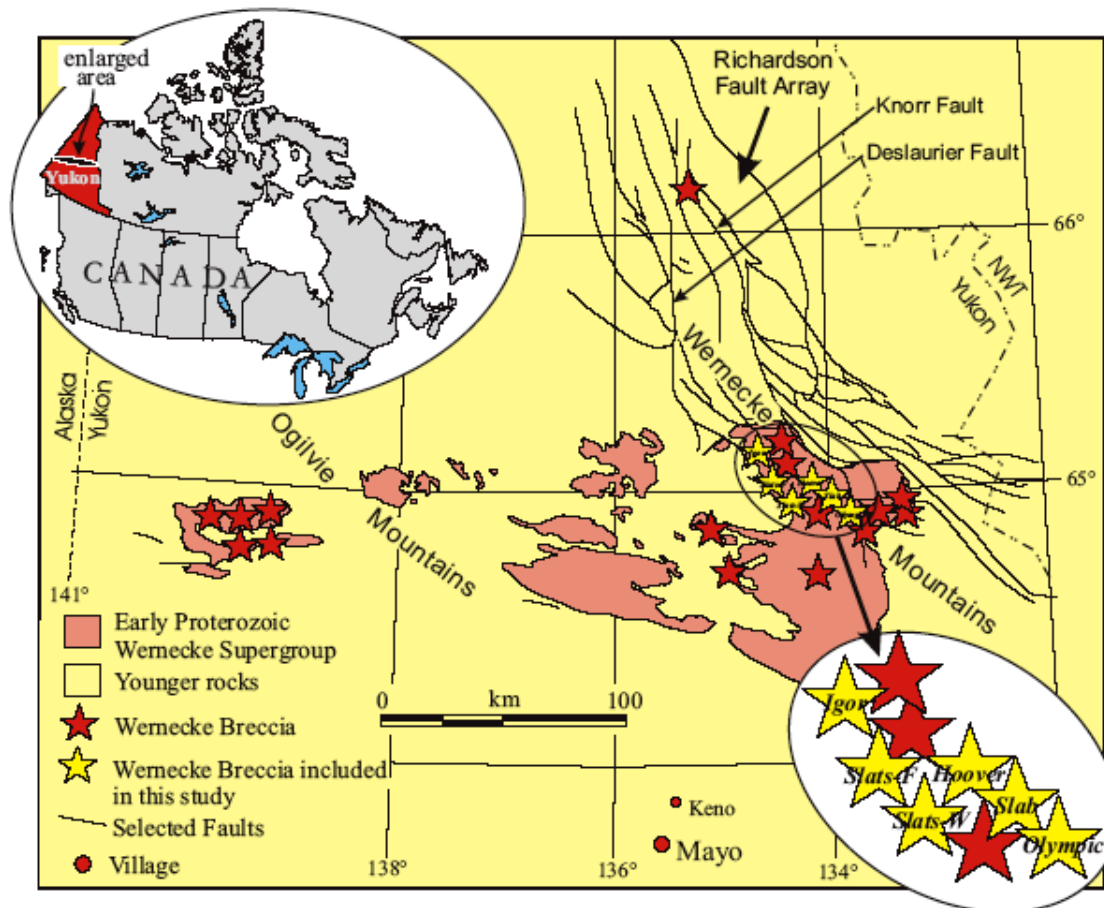 enlarged
area
Yukon
CANADA
Richardson
Fault Array
Knorr Fault
Deslaurier Fault
66°
NWT
Yukon
Wernecke
Mountains
Alaska
Yukon
Ogilvie
Mountains
65°
141°
Early Proterozoic
Wernecke Supergroup
Younger rocks
Wernecke Breccia
Wernecke Breccia included
in this study
Selected Faults
Village
0 100
km
Keno
Mayo
138°
136°
134°
Igor
Slats-F
Hoover
Slats-W
Slab
Olympic